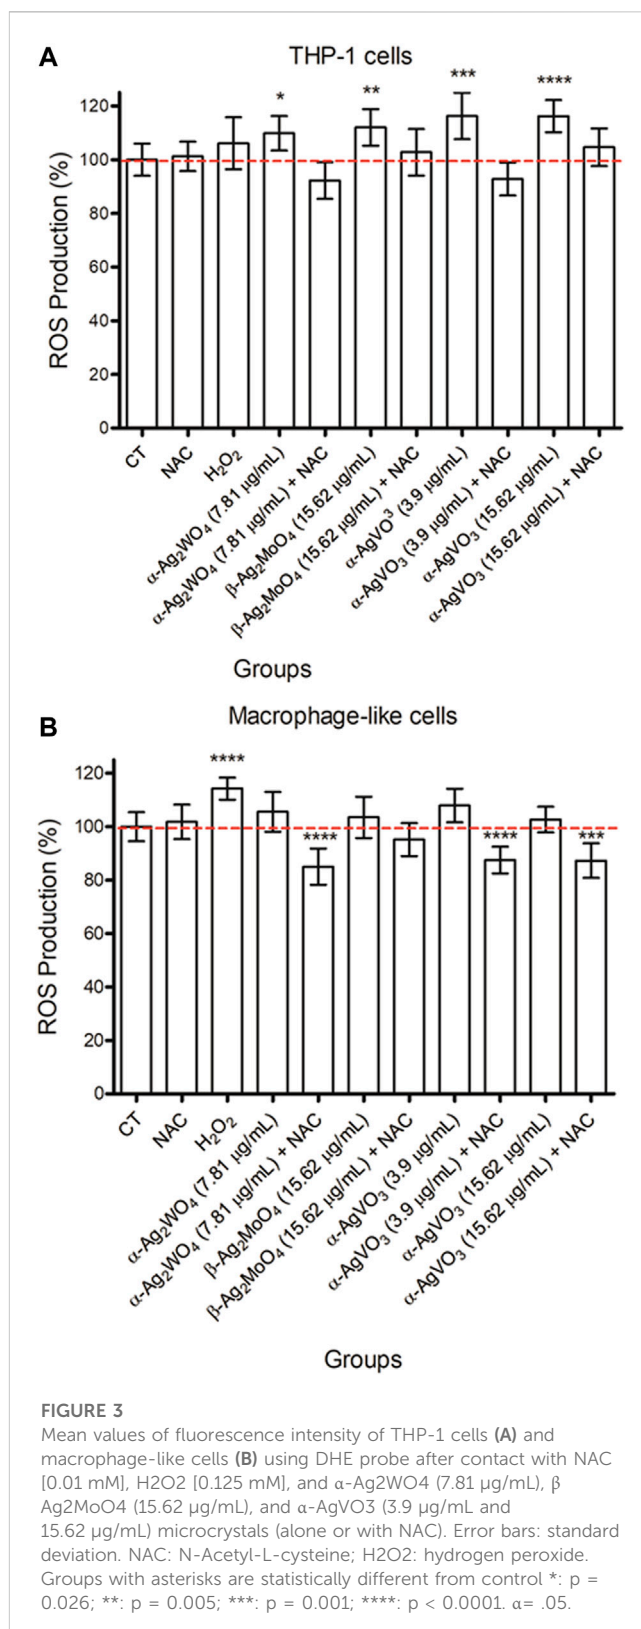 A
THP-1 cells
ROS Production (%)
120
100
80
60
40
20
0
*
**
***
****
CT
NAC
H₂O₂
α-Ag₂WO₄ (7.81 µg/mL)
α-Ag₂WO₄ (7.81 µg/mL) + NAC
β-Ag₂MoO₄ (15.62 µg/mL)
β-Ag₂MoO₄ (15.62 µg/mL) + NAC
α-AgVO³ (3.9 µg/mL)
α-AgVO₃ (3.9 µg/mL) + NAC
α-AgVO₃ (15.62 µg/mL)
α-AgVO₃ (15.62 µg/mL) + NAC
Groups
B
Macrophage-like cells
ROS Production (%)
120
100
80
60
40
20
0
****
****
****
***
CT
NAC
H₂O₂
α-Ag₂WO₄ (7.81 µg/mL)
α-Ag₂WO₄ (7.81 µg/mL) + NAC
β-Ag₂MoO₄ (15.62 µg/mL)
β-Ag₂MoO₄ (15.62 µg/mL) + NAC
α-AgVO₃ (3.9 µg/mL)
α-AgVO₃ (3.9 µg/mL) + NAC
α-AgVO₃ (15.62 µg/mL)
α-AgVO₃ (15.62 µg/mL) + NAC
Groups
FIGURE 3
Mean values of fluorescence intensity of THP-1 cells (A) and
macrophage-like cells (B) using DHE probe after contact with NAC
[0.01 mM], H2O2 [0.125 mM], and α-Ag2WO4 (7.81 µg/mL), β
Ag2MoO4 (15.62 µg/mL), and α-AgVO3 (3.9 µg/mL and
15.62 µg/mL) microcrystals (alone or with NAC). Error bars: standard
deviation. NAC: N-Acetyl-L-cysteine; H2O2: hydrogen peroxide.
Groups with asterisks are statistically different from control *: p =
0.026; **: p = 0.005; ***: p = 0.001; ****: p < 0.0001. α= .05.